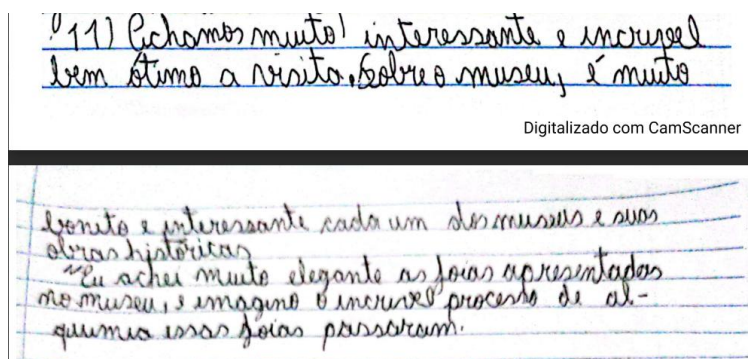 11) Achamos muito! interessante e incrivel
bem ótimo a visita. Sobre o museu, é muito
Digitalizado com CamScanner
bonito e interessante cada um dos museus e suas
obras históricas
"Eu achei muito elegante as joias apresentadas
no museu, e imagino o incrivel processo de al-
quimia essas joias passaram.